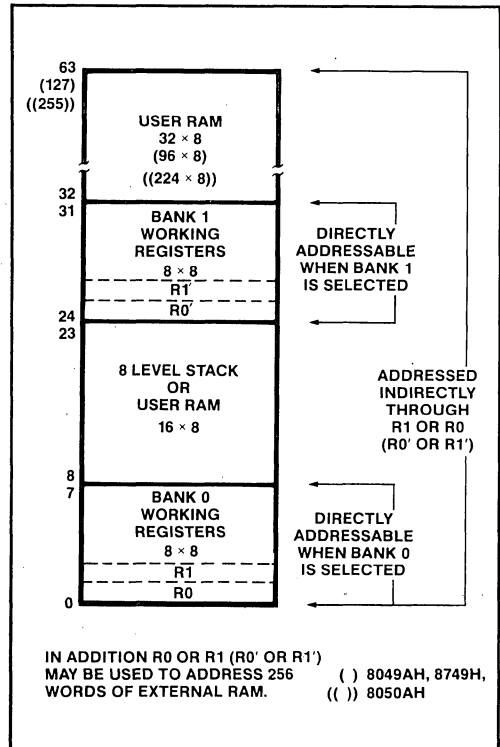 63
(127)
((255))
USER RAM
32 × 8
(96 × 8)
((224 × 8))
32
31
BANK 1
WORKING
REGISTERS
8 × 8
R1'
R0'
DIRECTLY
ADDRESSABLE
WHEN BANK 1
IS SELECTED
24
23
8 LEVEL STACK
OR
USER RAM
16 × 8
ADDRESSED
INDIRECTLY
THROUGH
R1 OR R0
(R0' OR R1')
8
7
BANK 0
WORKING
REGISTERS
8 × 8
R1
R0
DIRECTLY
ADDRESSABLE
WHEN BANK 0
IS SELECTED
0
IN ADDITION R0 OR R1 (R0' OR R1')
MAY BE USED TO ADDRESS 256
WORDS OF EXTERNAL RAM.
( ) 8049AH, 8749H,
(( )) 8050AH